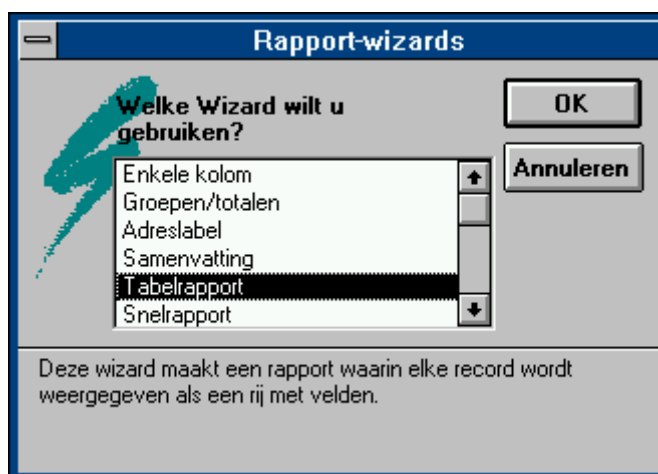 Rapport-wizards
Welke Wizard wilt u
gebruiken?
OK
Annuleren
Enkele kolom
Groepen/totalen
Adreslabel
Samenvatting
Tabelrapport
Snelrapport
Deze wizard maakt een rapport waarin elke record wordt
weergegeven als een rij met velden.